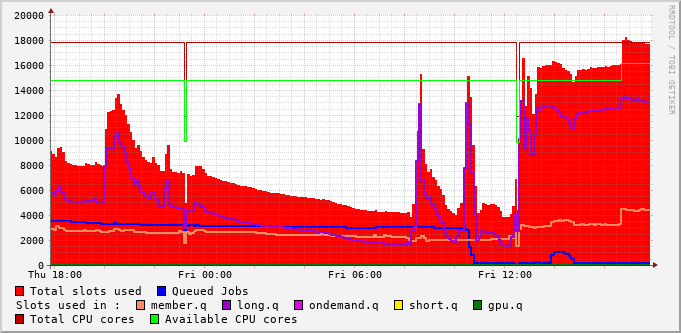 RRDTOOL / TOBI OETIKER
20000
18000
16000
14000
12000
10000
8000
6000
4000
2000
0
Thu 18:00 Fri 00:00 Fri 06:00 Fri 12:00
Total slots used Queued Jobs
Slots used in : member.q long.q ondemand.q short.q gpu.q
Total CPU cores Available CPU cores